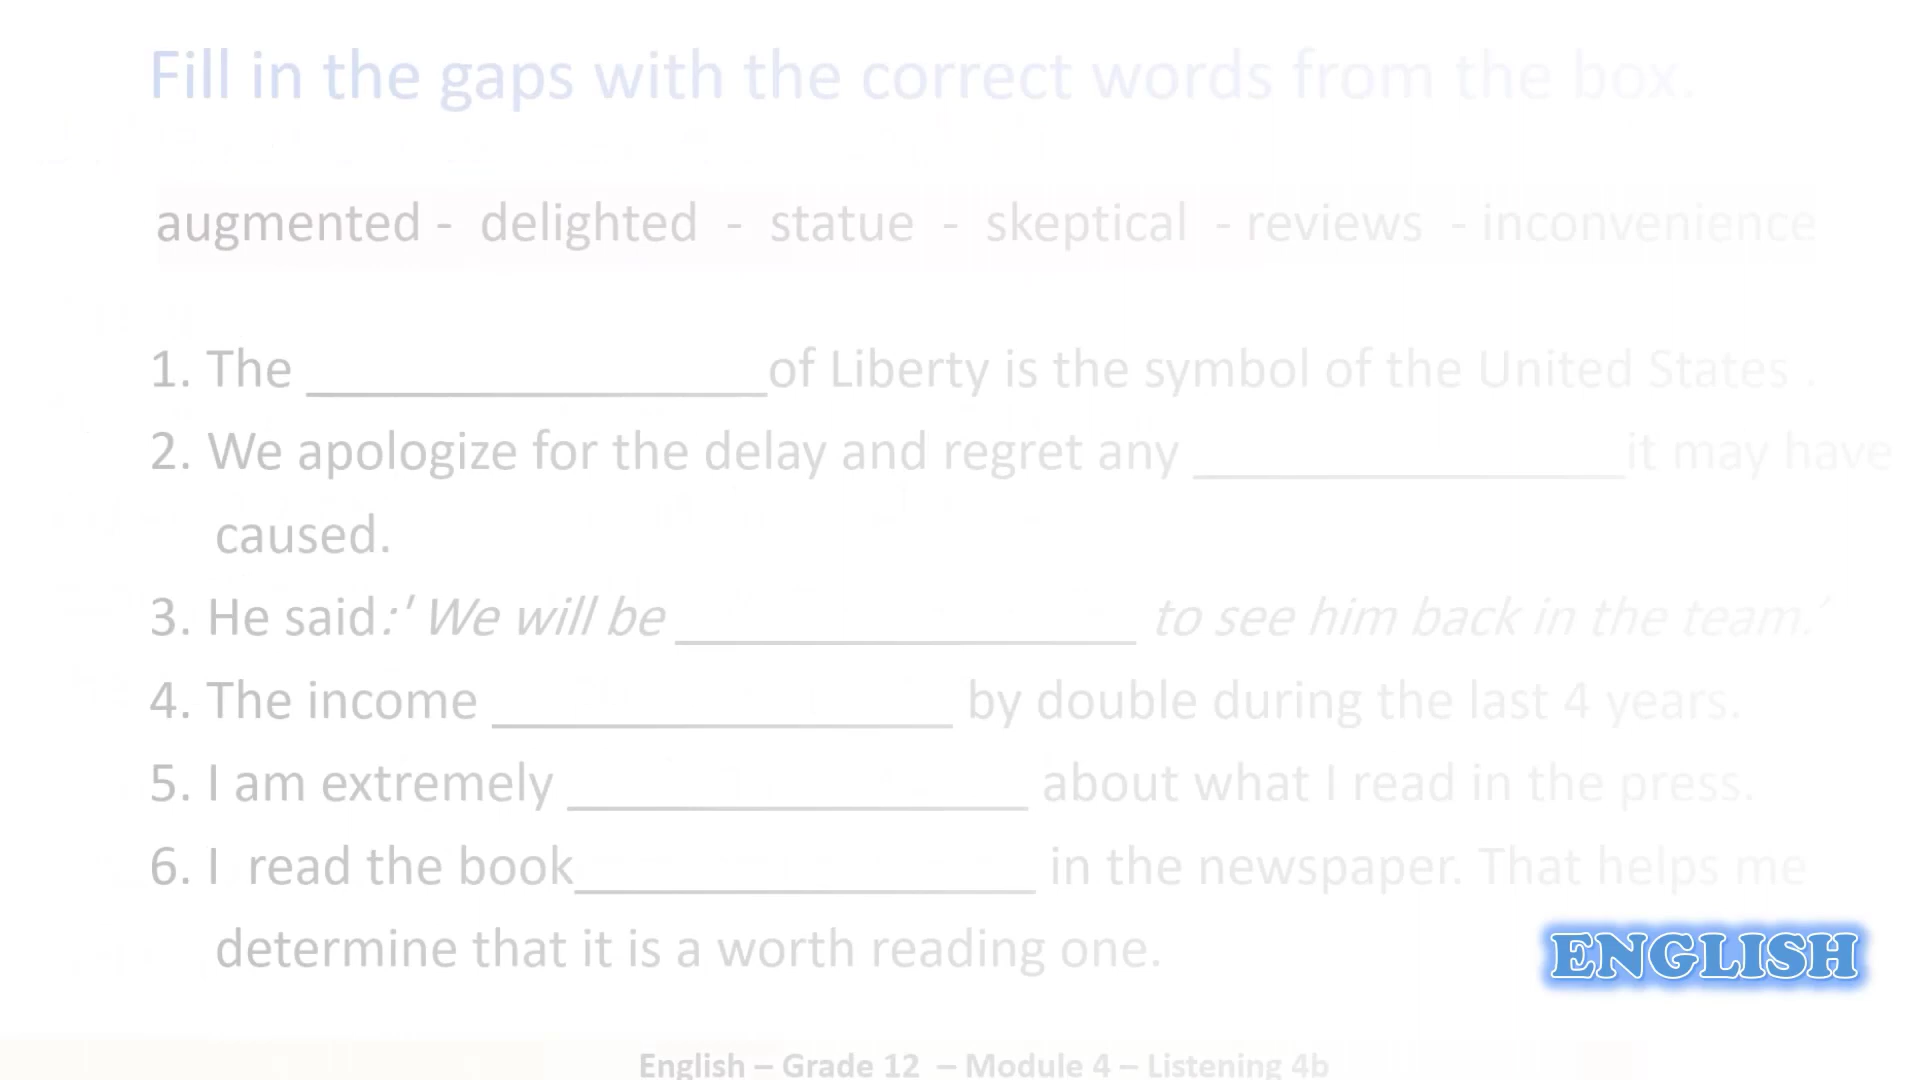 Fill in the gaps with the correct words from the box.
augmented - delighted - statue - skeptical - reviews - inconvenience
1. The ________________of Liberty is the symbol of the United States .
2. We apologize for the delay and regret any _______________it may have
caused.
3. He said:' We will be ________________ to see him back in the team.'
4. The income ________________ by double during the last 4 years.
5. I am extremely ________________ about what I read in the press.
6. I read the book________________ in the newspaper. That helps me
determine that it is a worth reading one.
ENGLISH
English – Grade 12 – Module 4 – Listening 4b